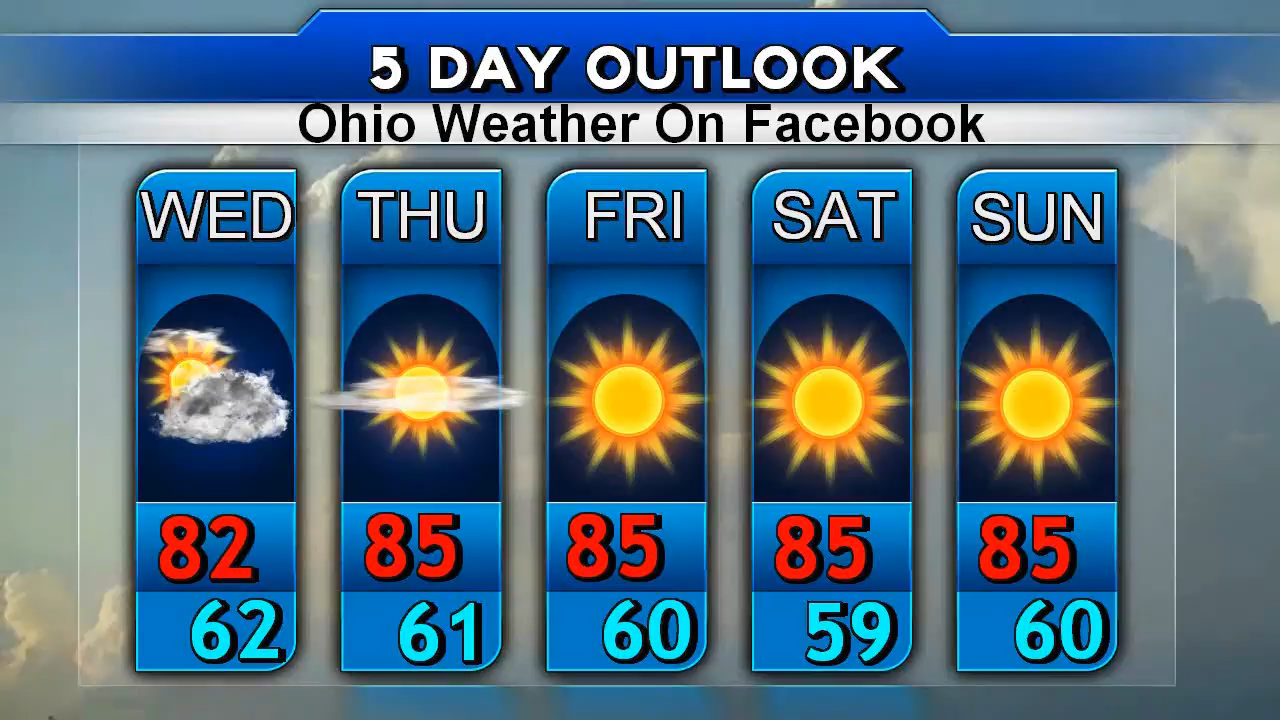 5 DAY OUTLOOK
Ohio Weather On Facebook
WED THU FRI SAT SUN
82 85 85 85 85
62 61 60 59 60